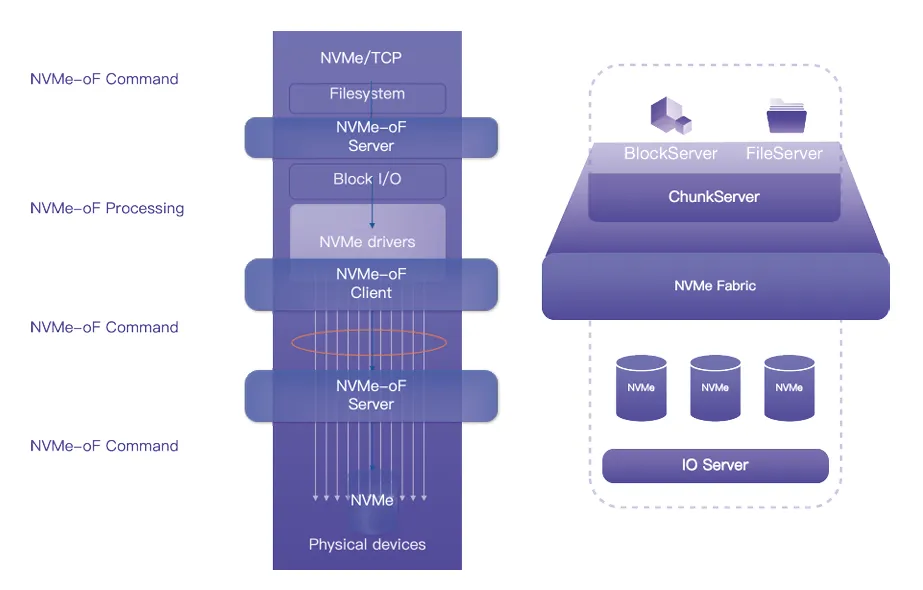 NVMe-oF Command
NVMe-oF Processing
NVMe-oF Command
NVMe-oF Command
NVMe/TCP
Filesystem
NVMe-oF
Server
Block I/O
NVMe drivers
NVMe-oF
Client
NVMe-oF
Server
NVMe
Physical devices
BlockServer
FileServer
ChunkServer
NVMe Fabric
NVMe
NVMe
NVMe
IO Server